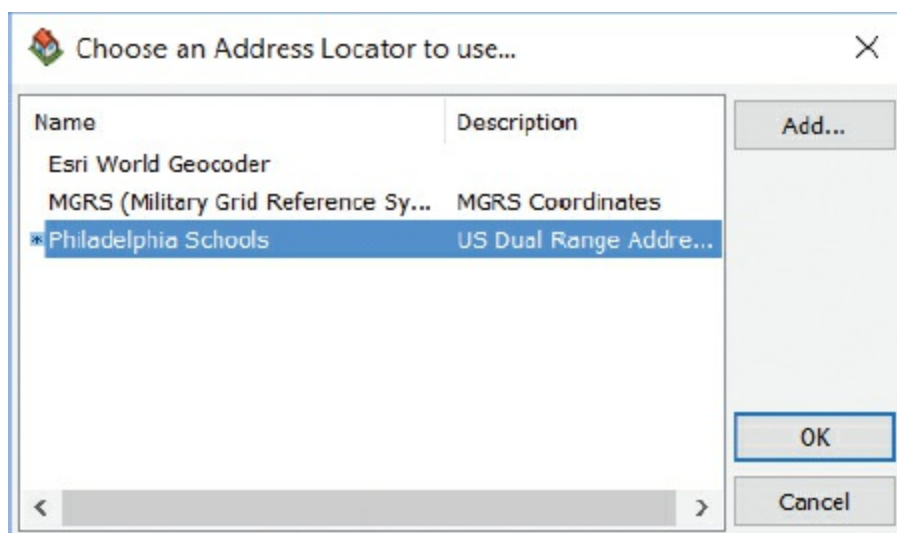 Choose an Address Locator to use...
Name Description
Add...
Esri World Geocoder
MGRS (Military Grid Reference Sy... MGRS Coordinates
Philadelphia Schools US Dual Range Addre...
OK
Cancel